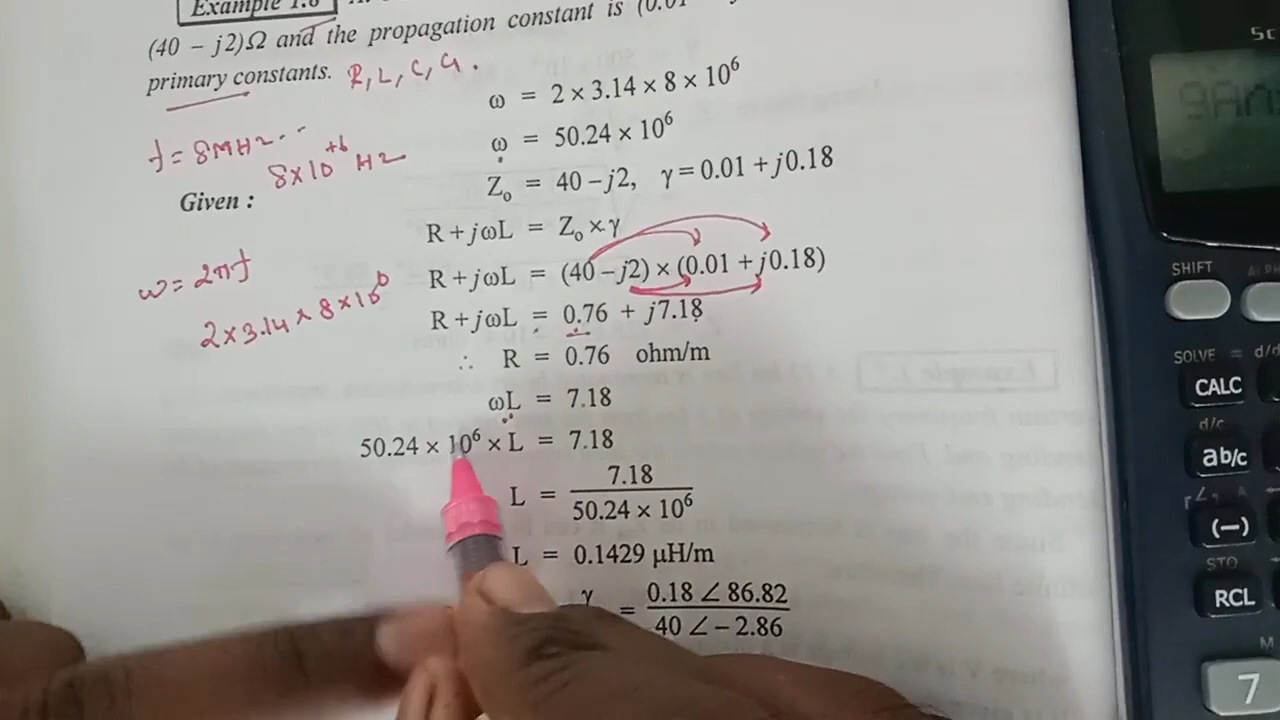 Example 1.8
(40 – j2)Ω and the propagation constant is (0.01
primary constants. R, L, C, G.
ω = 2 × 3.14 × 8 × 10⁶
f = 8MHz
ω = 50.24 × 10⁶
8×10⁺⁶ Hz
Z₀ = 40 – j2, γ = 0.01 + j0.18
Given :
R + jωL = Z₀ × γ
ω = 2πf
R + jωL = (40 – j2) × (0.01 + j0.18)
2×3.14×8×10⁶
R + jωL = 0.76 + j7.18
∴ R = 0.76 ohm/m
ωL = 7.18
50.24 × 10⁶ × L = 7.18
L = 7.18 / 50.24 × 10⁶
L = 0.1429 μH/m
γ = 0.18 ∠ 86.82 / 40 ∠ – 2.86
SHIFT
SOLVE = d/d
CALC
d/c
ab/c
(–)
STO
RCL
M
7